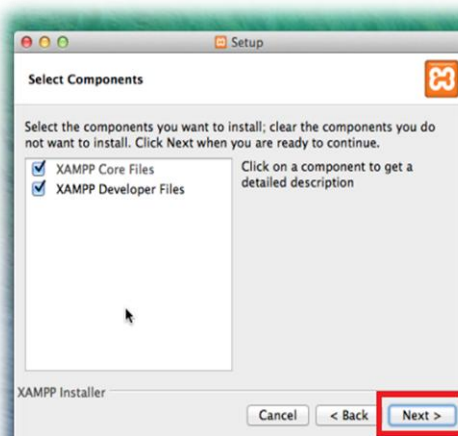 Setup
Select Components
Select the components you want to install; clear the components you do
not want to install. Click Next when you are ready to continue.
XAMPP Core Files
XAMPP Developer Files
Click on a component to get a
detailed description
XAMPP Installer
Cancel
< Back
Next >